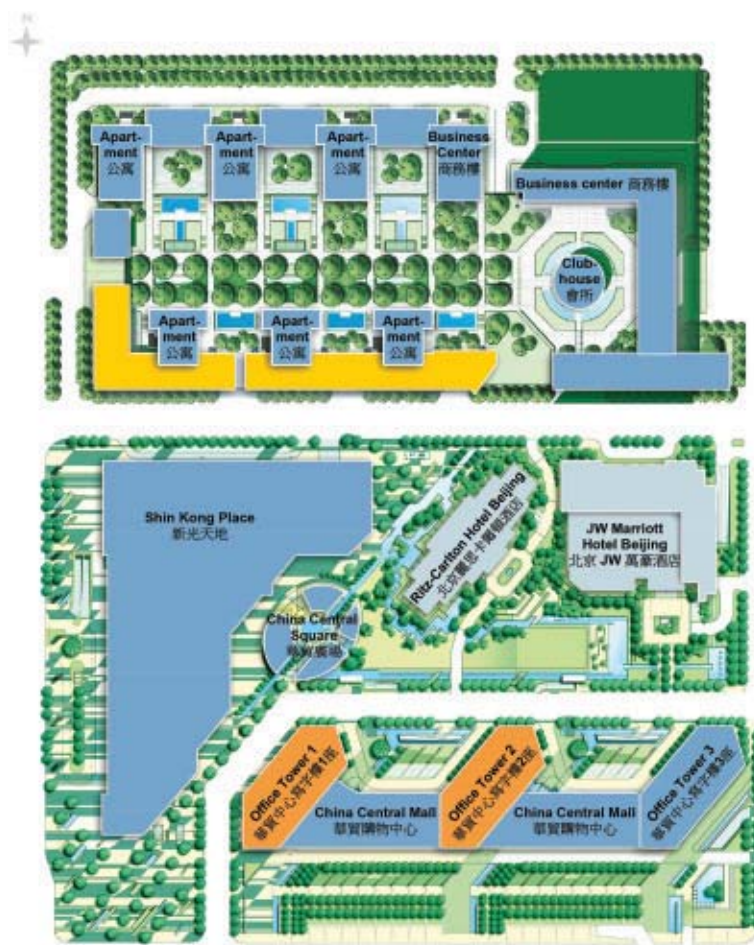 N
Apart-
ment
公寓
Apart-
ment
公寓
Apart-
ment
公寓
Business
Center
商務樓
Business center 商務樓
Club-
house
會所
Apart-
ment
公寓
Apart-
ment
公寓
Apart-
ment
公寓
Shin Kong Place
新光天地
Ritz-Carlton Hotel Beijing
北京麗思卡爾頓酒店
JW Marriott
Hotel Beijing
北京 JW 萬豪酒店
China Central
Square
華貿廣場
Office Tower 1
華貿中心寫字樓1座
China Central Mall
華貿購物中心
Office Tower 2
華貿中心寫字樓2座
China Central Mall
華貿購物中心
Office Tower 3
華貿中心寫字樓3座